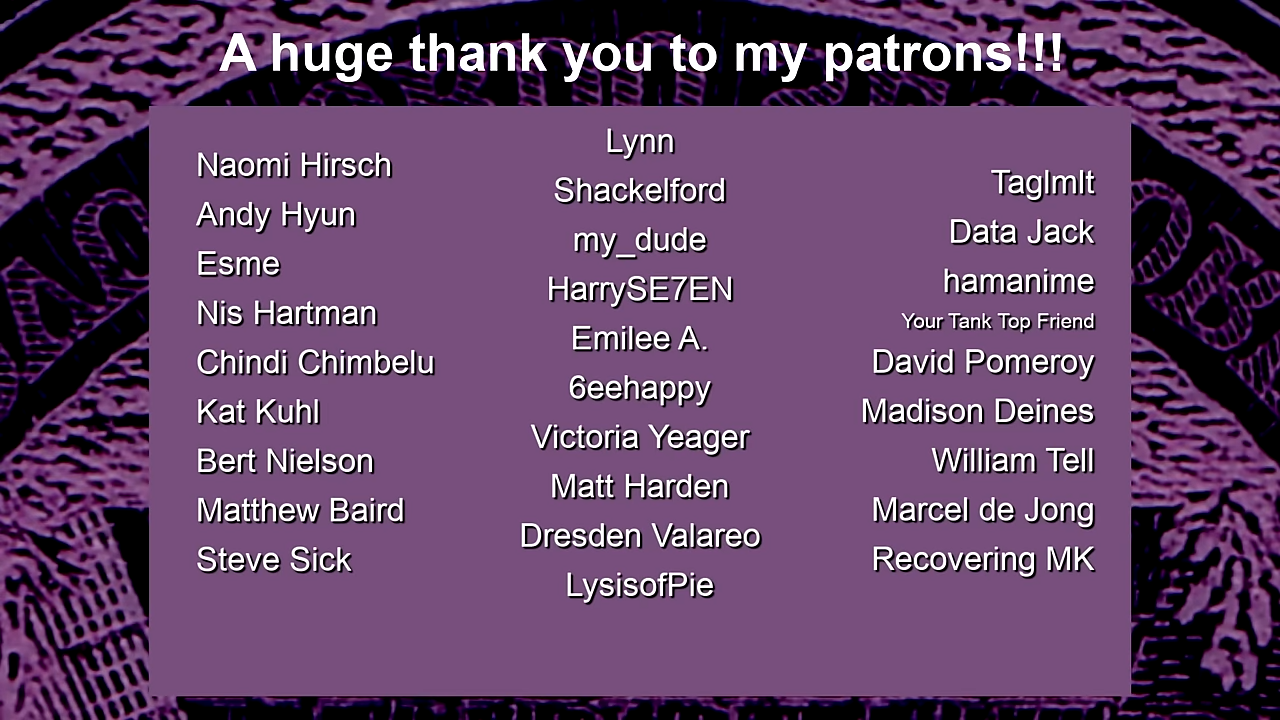 A huge thank you to my patrons!!!
Naomi Hirsch
Andy Hyun
Esme
Nis Hartman
Chindi Chimbelu
Kat Kuhl
Bert Nielson
Matthew Baird
Steve Sick
Lynn
Shackelford
my_dude
HarrySE7EN
Emilee A.
6eehappy
Victoria Yeager
Matt Harden
Dresden Valareo
LysisofPie
TaglmIt
Data Jack
hamanime
Your Tank Top Friend
David Pomeroy
Madison Deines
William Tell
Marcel de Jong
Recovering MK